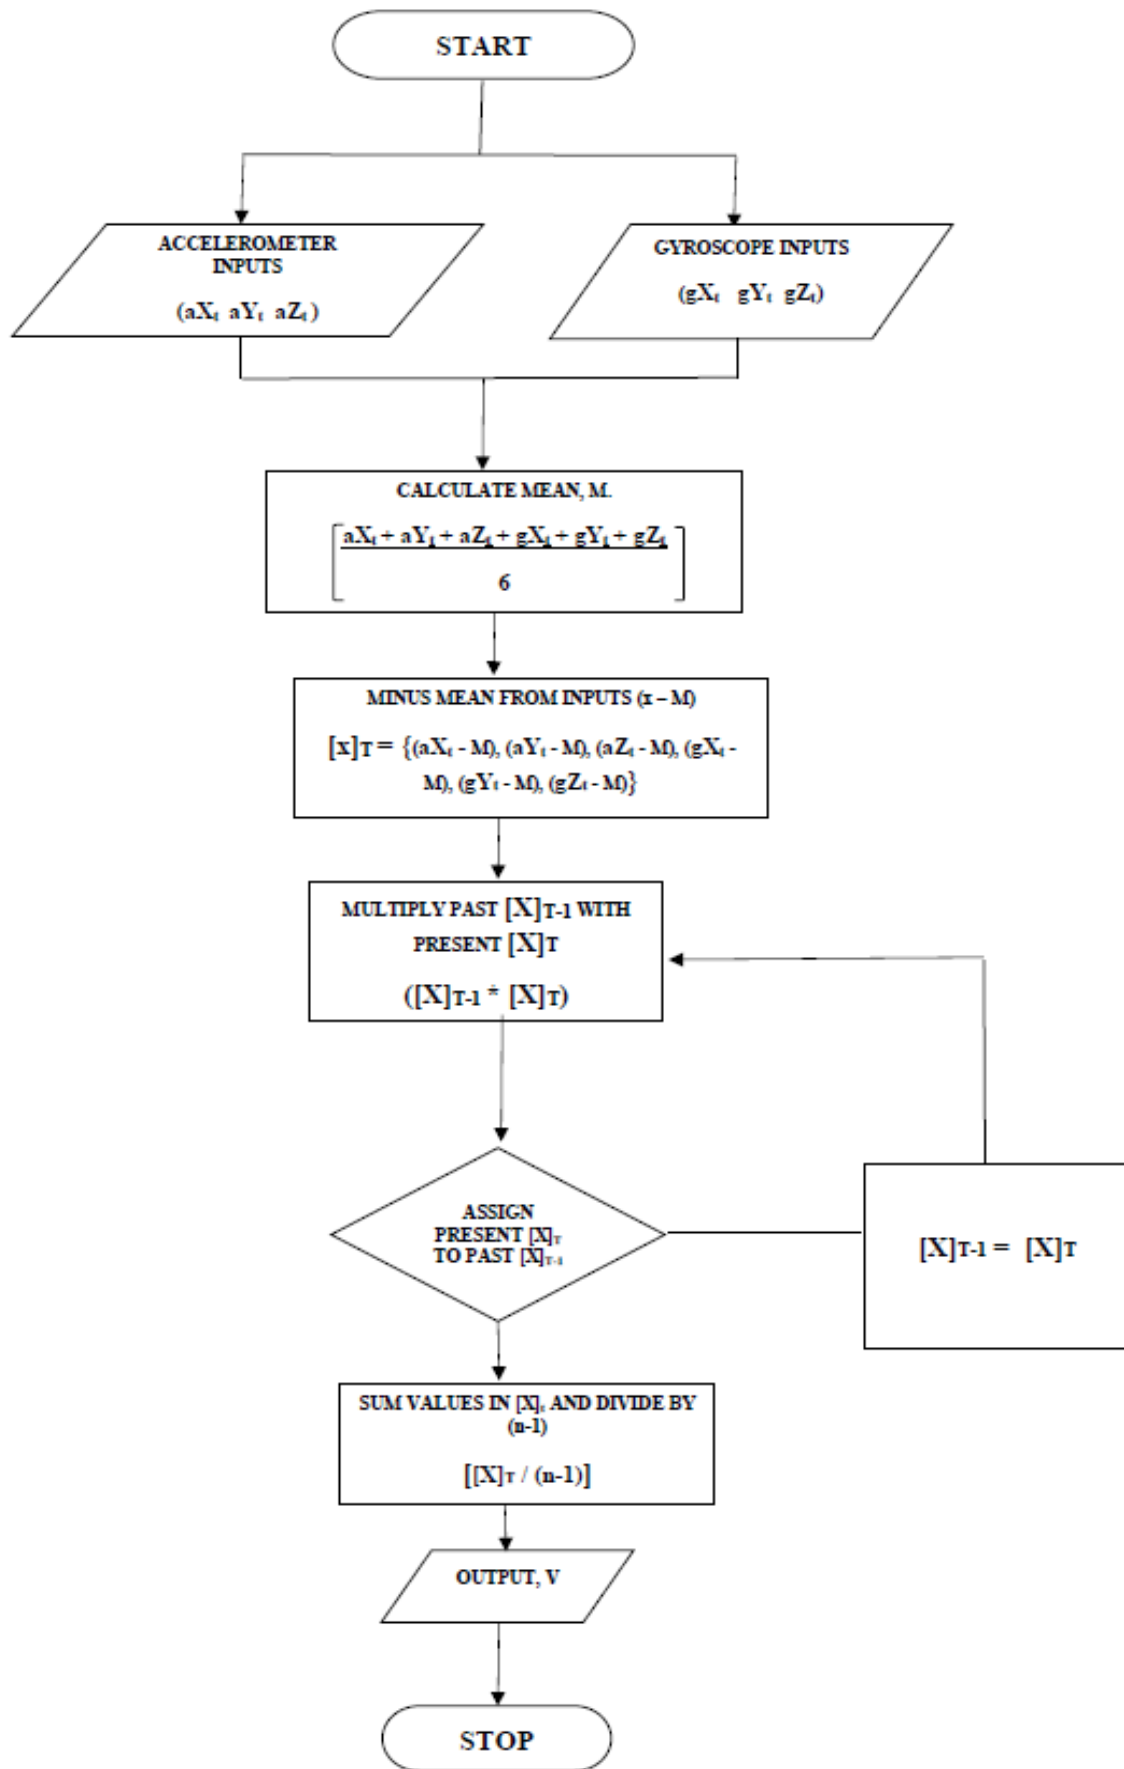 START
ACCELEROMETER
INPUTS
(aXₜ aYₜ aZₜ )
GYROSCOPE INPUTS
(gXₜ gYₜ gZₜ)
CALCULATE MEAN, M.
aXₜ + aYₜ + aZₜ + gXₜ + gYₜ + gZₜ
6
MINUS MEAN FROM INPUTS (x – M)
[x]T = {(aXₜ - M), (aYₜ - M), (aZₜ - M), (gXₜ -
M), (gYₜ - M), (gZₜ - M)}
MULTIPLY PAST [X]T-1 WITH
PRESENT [X]T
([X]T-1 * [X]T)
ASSIGN
PRESENT [X]T
TO PAST [X]T-1
[X]T-1 = [X]T
SUM VALUES IN [X]ₜ AND DIVIDE BY
(n-1)
[[X]T / (n-1)]
OUTPUT, V
STOP